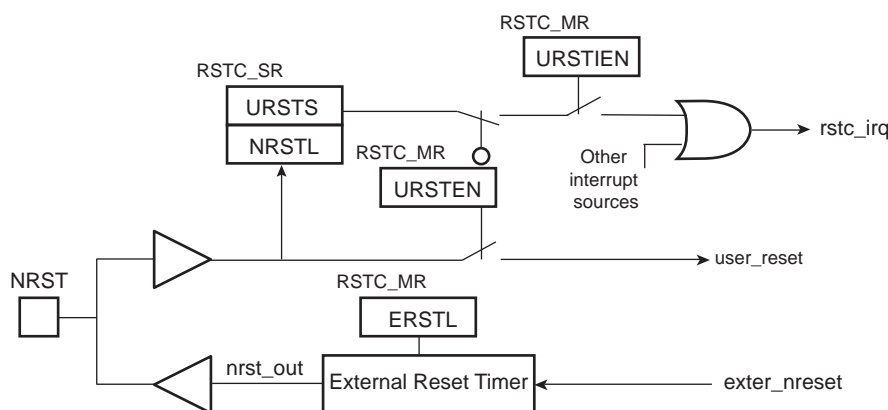 RSTC_MR
URSTIEN
RSTC_SR
URSTS
NRSTL
rstc_irq
RSTC_MR
Other
interrupt
sources
URSTEN
NRST
user_reset
RSTC_MR
ERSTL
nrst_out
External Reset Timer
exter_nreset